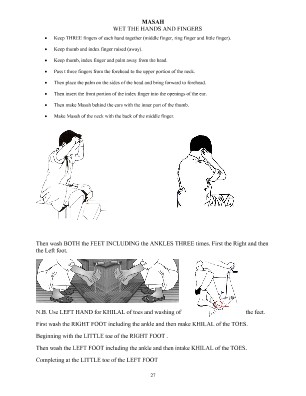 MASAH
WET THE HANDS AND FINGERS
• Keep THREE fingers of each hand together (middle finger, ring finger and little finger).
• Keep thumb and index finger raised (away).
• Keep thumb, index finger and palm away from the head.
• Pass t three fingers from the forehead to the upper portion of the neck.
• Then place the palm on the sides of the head and bring forward to forehead.
• Then insert the front portion of the index finger into the openings of the ear.
• Then make Masah behind the ears with the inner part of the thumb.
• Make Masah of the neck with the back of the middle finger.
Then wash BOTH the FEET INCLUDING the ANKLES THREE times. First the Right and then
the Left foot.
N.B. Use LEFT HAND for KHILAL of toes and washing of the feet.
First wash the RIGHT FOOT including the ankle and then make KHILAL of the TOES.
Beginning with the LITTLE toe of the RIGHT FOOT .
Then wash the LEFT FOOT including the ankle and then make KHILAL of the TOES.
Completing at the LITTLE toe of the LEFT FOOT
27